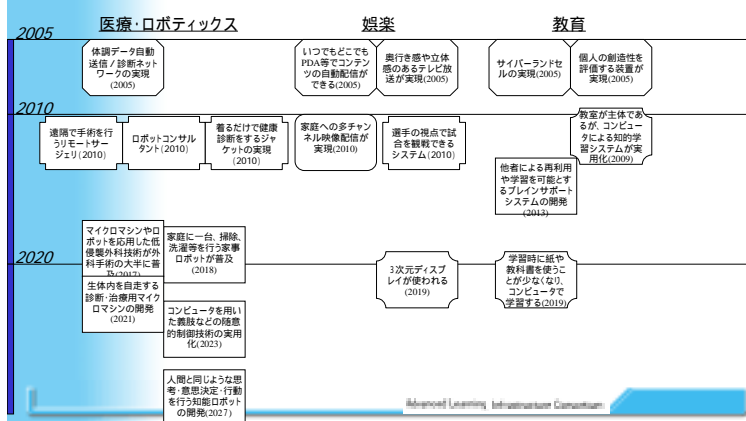 医療・ロボティックス
娯楽
教育
2005
体調データ自動
送信/診断ネット
ワークの実現
(2005)
いつでもどこでも
PDA等でコンテン
ツの自動配信が
できる(2005)
奥行き感や立体
感のあるテレビ放
送が実現(2005)
サイバーランドセ
ルの実現(2005)
個人の創造性を
評価する装置が
実現(2005)
2010
遠隔で手術を行
うリモートサー
ジェリ(2010)
ロボットコンサル
タント(2010)
着るだけで健康
診断をするジャ
ケットの実現
(2010)
家庭への多チャン
ネル映像配信が
実現(2010)
選手の視点で試
合を観戦できる
システム(2010)
教室が主体であ
るが、コンピュー
タによる知的学
習システムが実
用化(2009)
他者による再利用
や学習を可能とす
るブレインサポート
システムの開発
(2013)
マイクロマシンやロ
ボットを応用した低
侵襲外科技術が外
科手術の大半に普
及(2017)
家庭に一台、掃除、
洗濯等を行う家事
ロボットが普及
(2018)
2020
3次元ディスプ
レイが使われる
(2019)
学習時に紙や
教科書を使うこ
とが少なくなり、
コンピュータで
学習する(2019)
生体内を自走する
診断・治療用マイク
ロマシンの開発
(2021)
コンピュータを用い
た義肢などの随意
的制御技術の実用
化(2023)
人間と同じような思
考・意思決定・行動
を行う知能ロボット
の開発(2027)
Advanced Learning Infrastructure Consortium